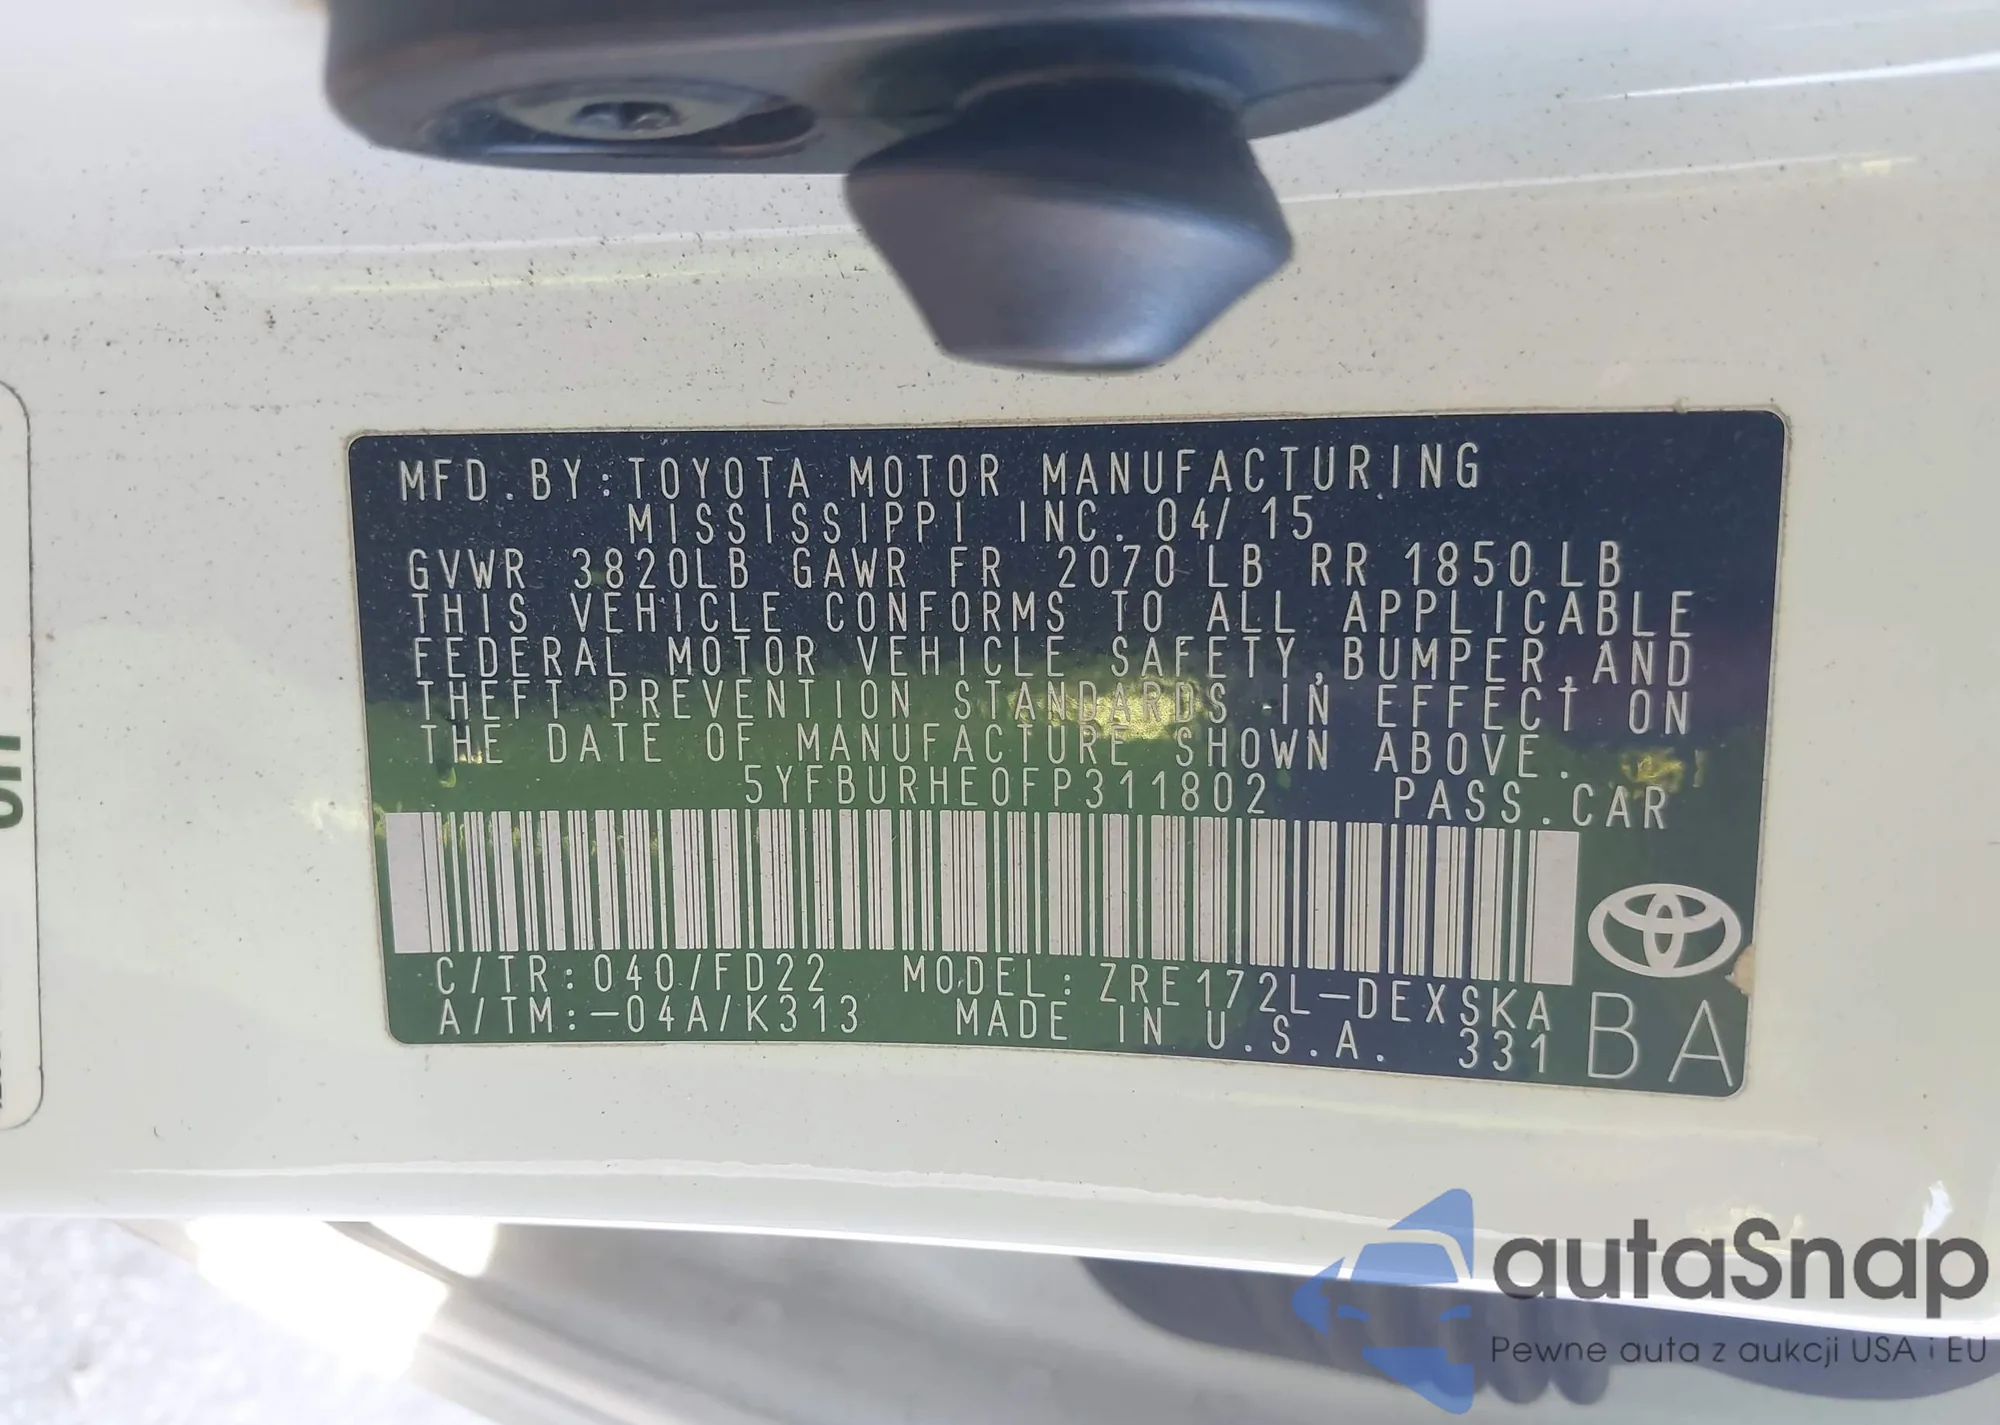 MFD.BY:TOYOTA MOTOR MANUFACTURING
MISSISSIPPI INC. 04/15
GVWR 3820LB GAWR FR 2070LB RR 1850LB
THIS VEHICLE CONFORMS TO ALL APPLICABLE
FEDERAL MOTOR VEHICLE SAFETY,BUMPER,AND
THEFT PREVENTION STANDARDS IN EFFECT ON
THE DATE OF MANUFACTURE SHOWN ABOVE.
5YFBURHE0FP311802 PASS.CAR
C/TR:040/FD22 MODEL:ZRE172L-DEXSKA
A/TM:-04A/K313 MADE IN U.S.A. 331
BA
autaSnap
Pewne auta z aukcji USA i EU